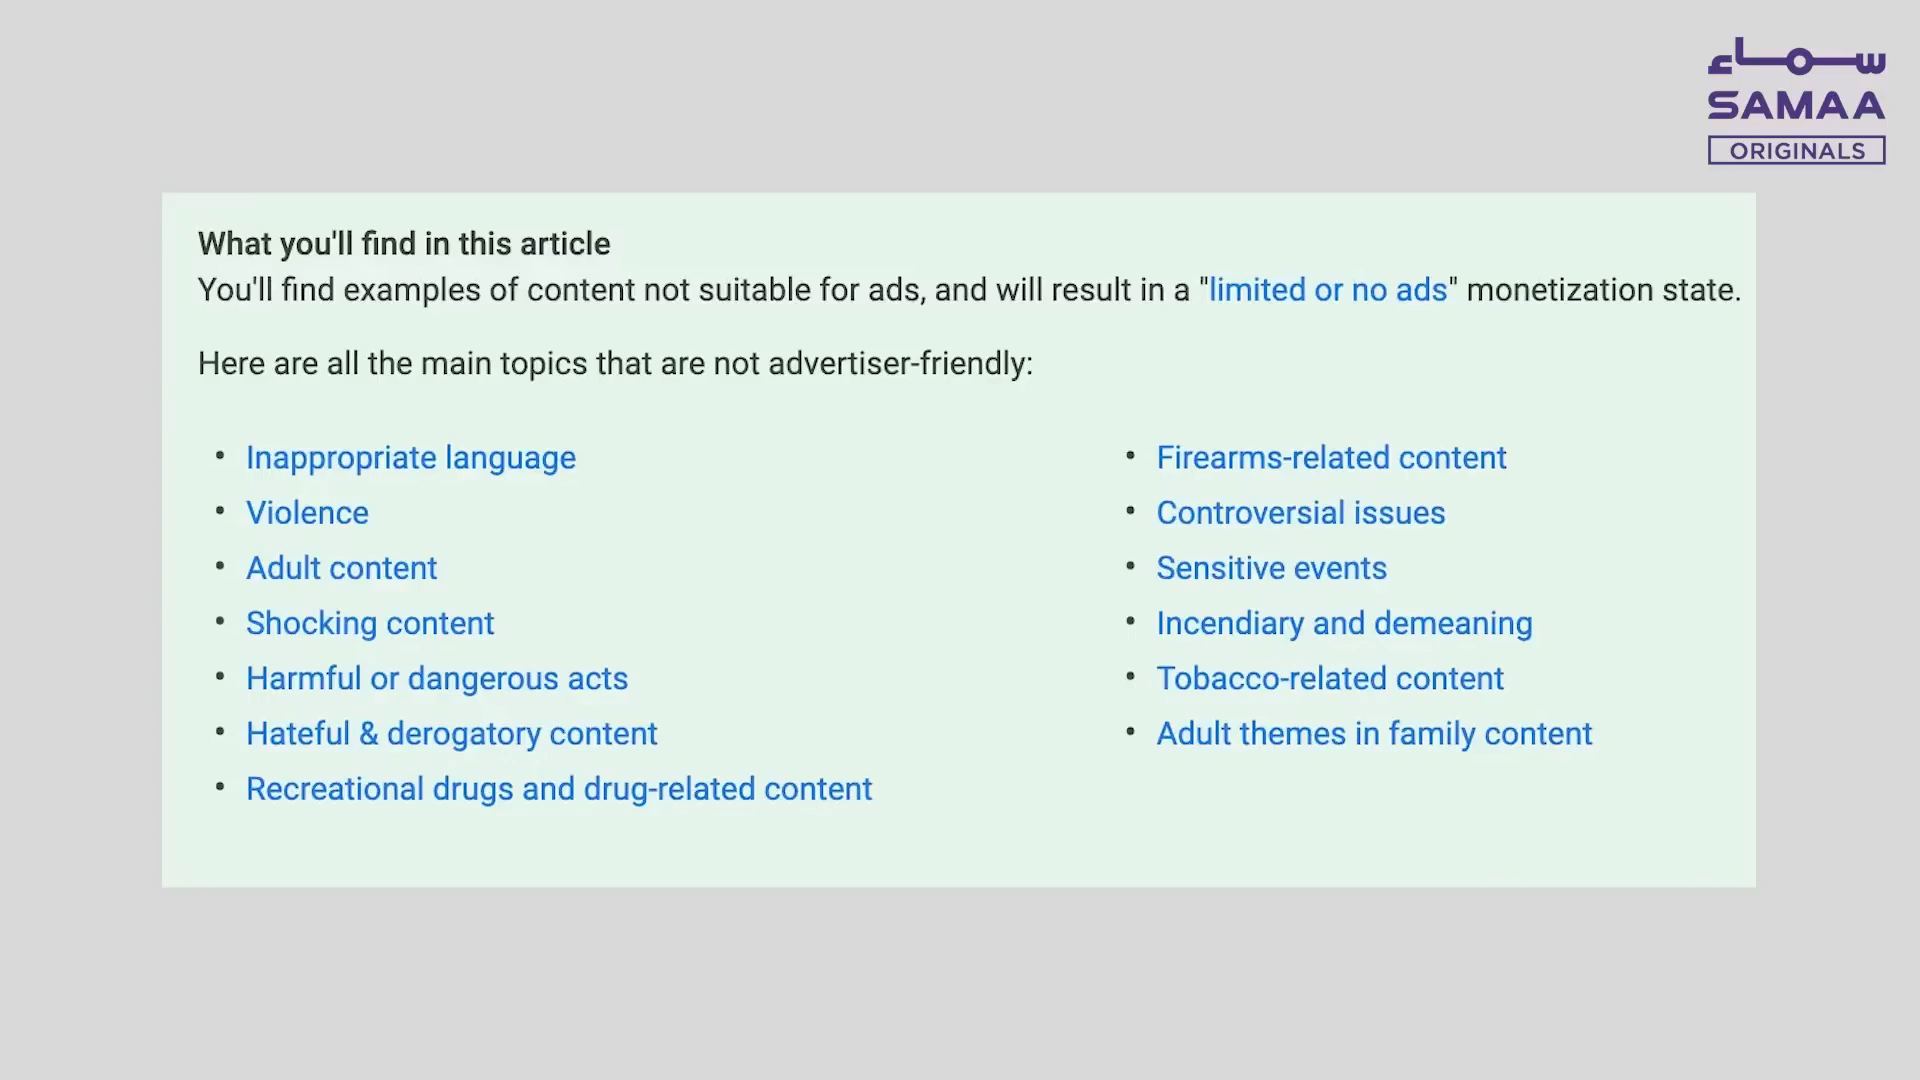 سماء
SAMAA
ORIGINALS
What you'll find in this article
You'll find examples of content not suitable for ads, and will result in a "limited or no ads" monetization state.
Here are all the main topics that are not advertiser-friendly:
• Inappropriate language
• Violence
• Adult content
• Shocking content
• Harmful or dangerous acts
• Hateful & derogatory content
• Recreational drugs and drug-related content
• Firearms-related content
• Controversial issues
• Sensitive events
• Incendiary and demeaning
• Tobacco-related content
• Adult themes in family content